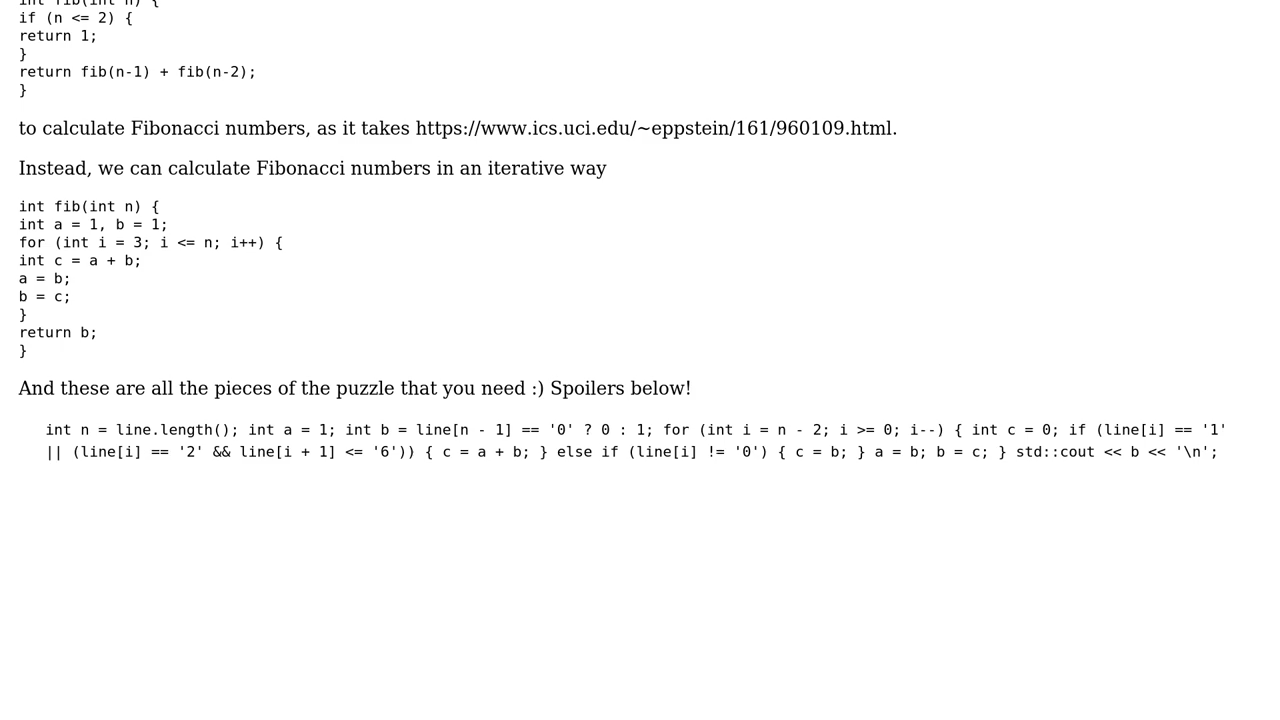 int fib(int n) {
if (n <= 2) {
return 1;
}
return fib(n-1) + fib(n-2);
}
to calculate Fibonacci numbers, as it takes https://www.ics.uci.edu/~eppstein/161/960109.html.
Instead, we can calculate Fibonacci numbers in an iterative way
int fib(int n) {
int a = 1, b = 1;
for (int i = 3; i <= n; i++) {
int c = a + b;
a = b;
b = c;
}
return b;
}
And these are all the pieces of the puzzle that you need :) Spoilers below!
int n = line.length(); int a = 1; int b = line[n - 1] == '0' ? 0 : 1; for (int i = n - 2; i >= 0; i--) { int c = 0; if (line[i] == '1'
|| (line[i] == '2' && line[i + 1] <= '6')) { c = a + b; } else if (line[i] != '0') { c = b; } a = b; b = c; } std::cout << b << '\n';